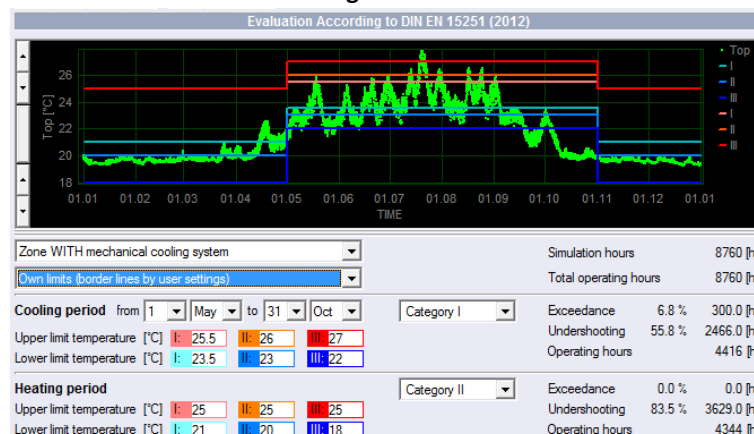 Evaluation According to DIN EN 15251 (2012)
Top [°C]
26
24
22
20
18
01.01 01.02 01.03 01.04 01.05 01.06 01.07 01.08 01.09 01.10 01.11 01.12 01.01
TIME
Top
I
II
III
I
II
III
Zone WITH mechanical cooling system
Simulation hours 8760 [h
Own limits (border lines by user settings)
Total operating hours 8760 [h
Cooling period from 1 May to 31 Oct Category I Exceedance 6.8 % 300.0 [h
Upper limit temperature [°C] I: 25.5 II: 26 III: 27 Undershooting 55.8 % 2466.0 [h
Lower limit temperature [°C] I: 23.5 II: 23 III: 22 Operating hours 4416 [h
Heating period Category II Exceedance 0.0 % 0.0 [h
Upper limit temperature [°C] I: 25 II: 25 III: 25 Undershooting 83.5 % 3629.0 [h
Lower limit temperature [°C] I: 21 II: 20 III: 18 Operating hours 4344 [h